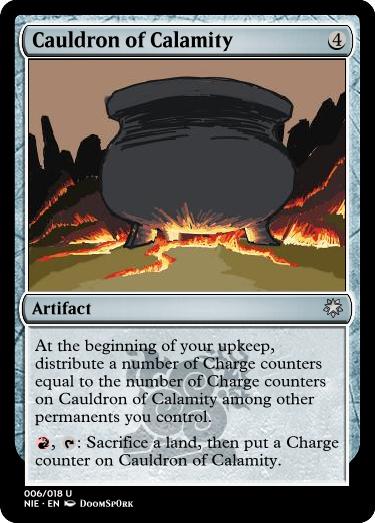 Cauldron of Calamity 4
Artifact
At the beginning of your upkeep,
distribute a number of Charge counters
equal to the number of Charge counters
on Cauldron of Calamity among other
permanents you control.
, : Sacrifice a land, then put a Charge
counter on Cauldron of Calamity.
006/018 U
NIE • EN DoomSp0rk